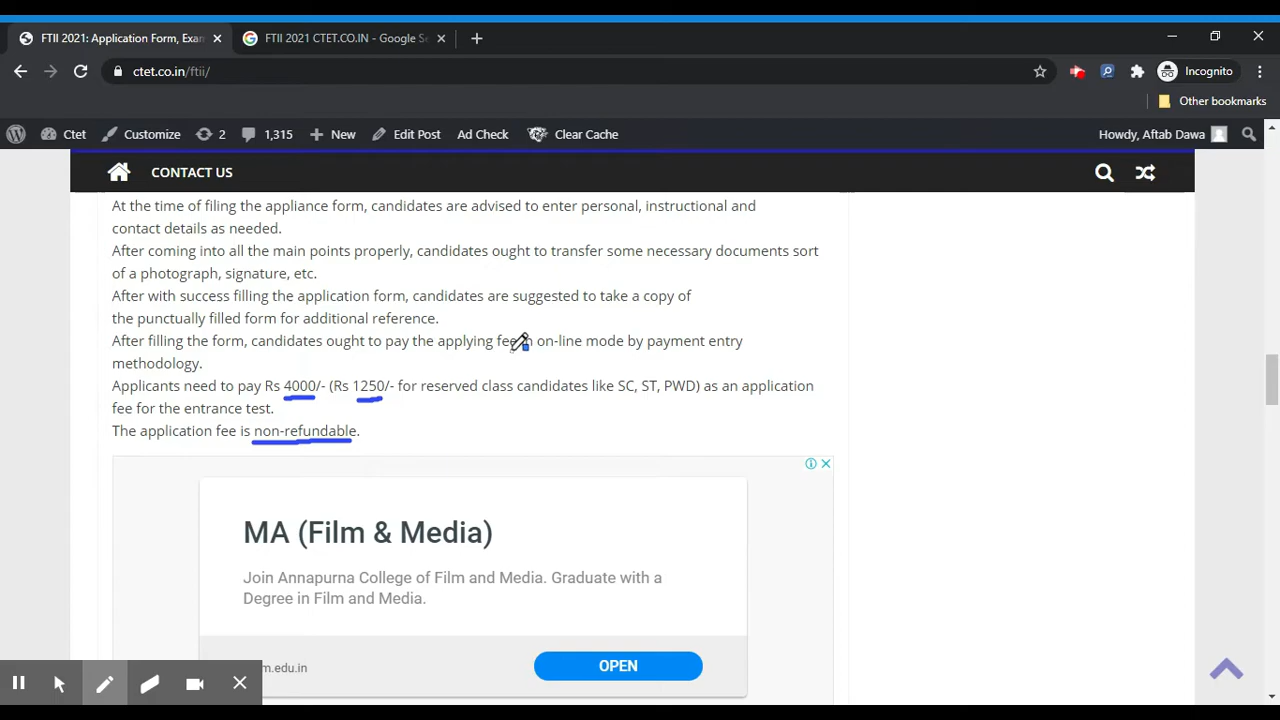 FTII 2021: Application Form, Exa
FTII 2021 CTET.CO.IN - Google Se
ctet.co.in/ftii/
Incognito
Other bookmarks
Ctet Customize 2 1,315 New Edit Post Ad Check Clear Cache Howdy, Aftab Dawa
CONTACT US
At the time of filing the appliance form, candidates are advised to enter personal, instructional and
contact details as needed.
After coming into all the main points properly, candidates ought to transfer some necessary documents sort
of a photograph, signature, etc.
After with success filling the application form, candidates are suggested to take a copy of
the punctually filled form for additional reference.
After filling the form, candidates ought to pay the applying fee on-line mode by payment entry
methodology.
Applicants need to pay Rs 4000/- (Rs 1250/- for reserved class candidates like SC, ST, PWD) as an application
fee for the entrance test.
The application fee is non-refundable.
MA (Film & Media)
Join Annapurna College of Film and Media. Graduate with a
Degree in Film and Media.
m.edu.in
OPEN